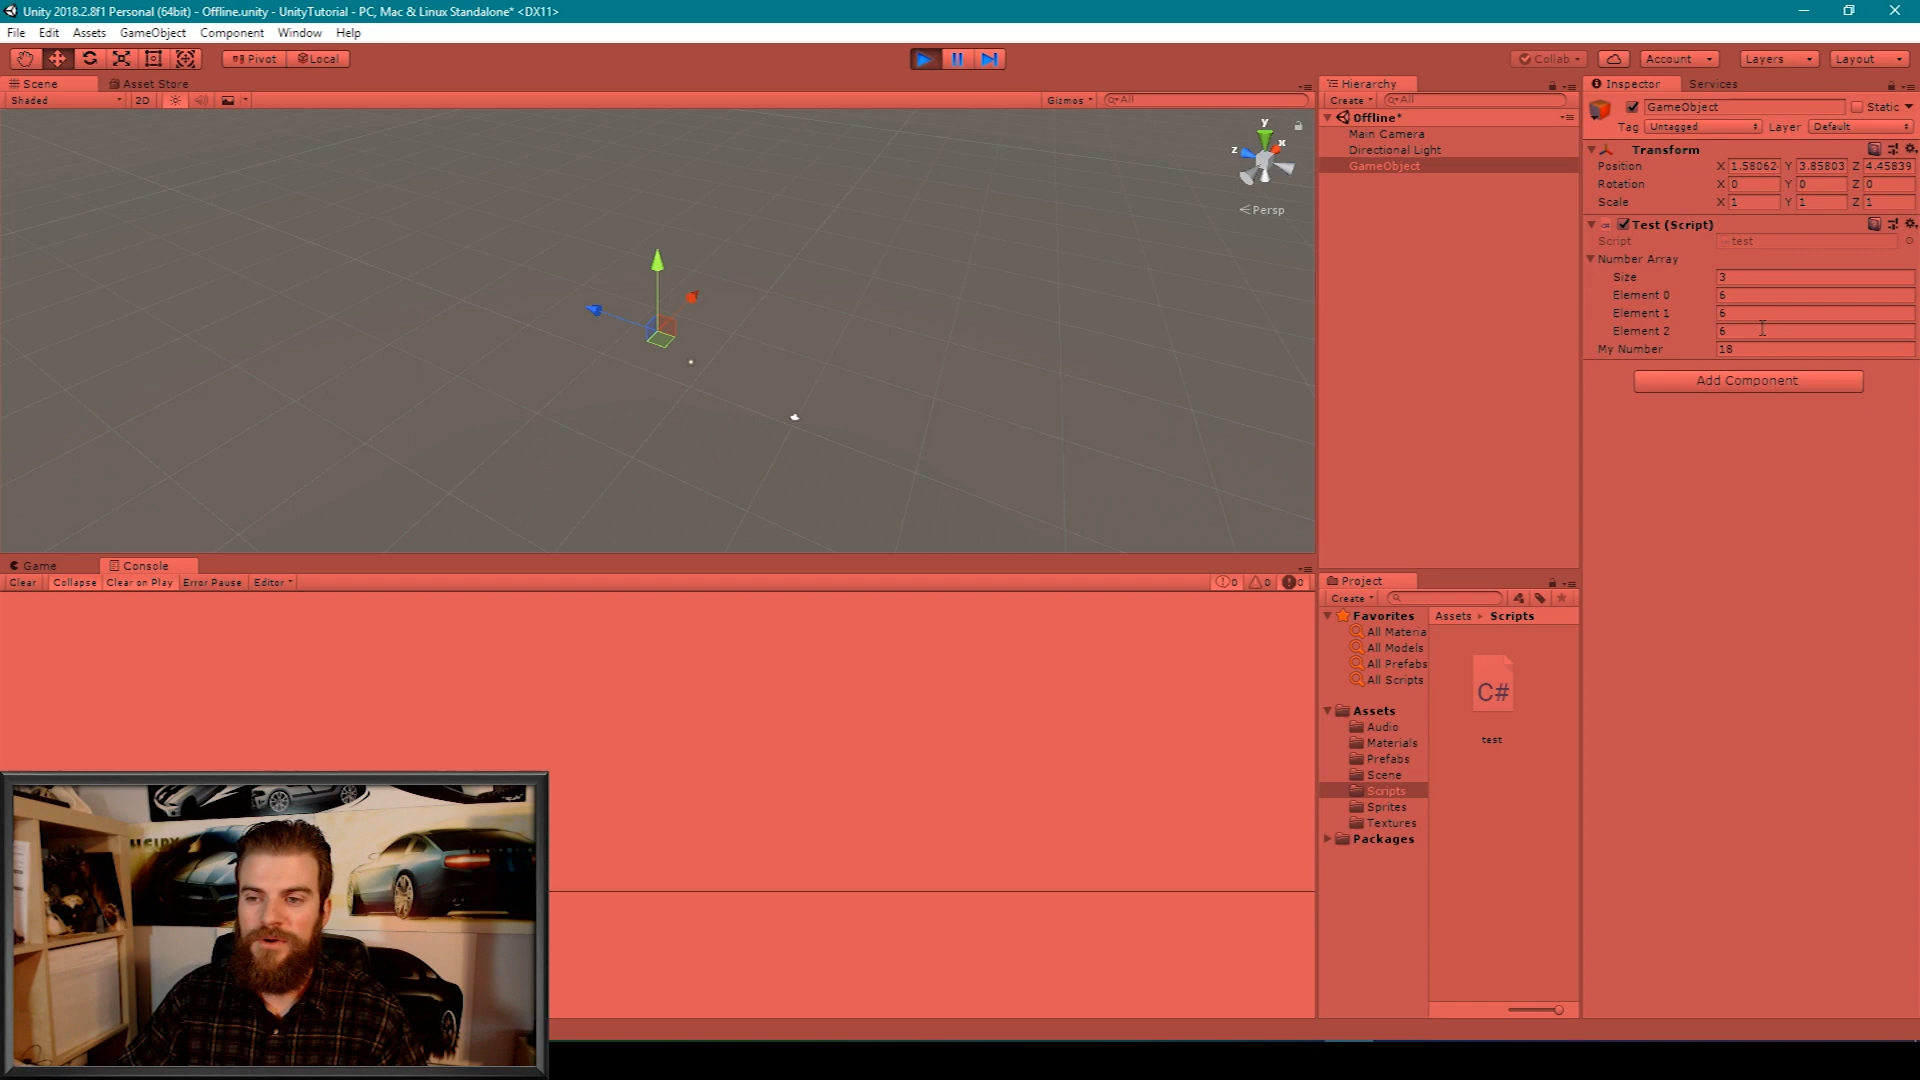 Unity 2018.2.8f1 Personal (64bit) - Offline.unity - UnityTutorial - PC, Mac & Linux Standalone* <DX11>
File Edit Assets GameObject Component Window Help
Pivot Local Collab Account Layers Layout
Scene Asset Store
Shaded 2D Gizmos All
y
x
z
Persp
Hierarchy
Create All
Offline*
Main Camera
Directional Light
GameObject
Inspector Services
GameObject Static
Tag Untagged Layer Default
Transform
Position X 1.58062 Y 3.85803 Z 4.45839
Rotation X 0 Y 0 Z 0
Scale X 1 Y 1 Z 1
Test (Script)
Script test
Number Array
Size 3
Element 0 6
Element 1 6
Element 2 6
My Number 18
Add Component
Game Console
Clear Collapse Clear on Play Error Pause Editor 0 0 0
Project
Create
Favorites
All Materia
All Models
All Prefabs
All Scripts
Assets
Audio
Materials
Prefabs
Scene
Scripts
Sprites
Textures
Packages
Assets Scripts
C#
test